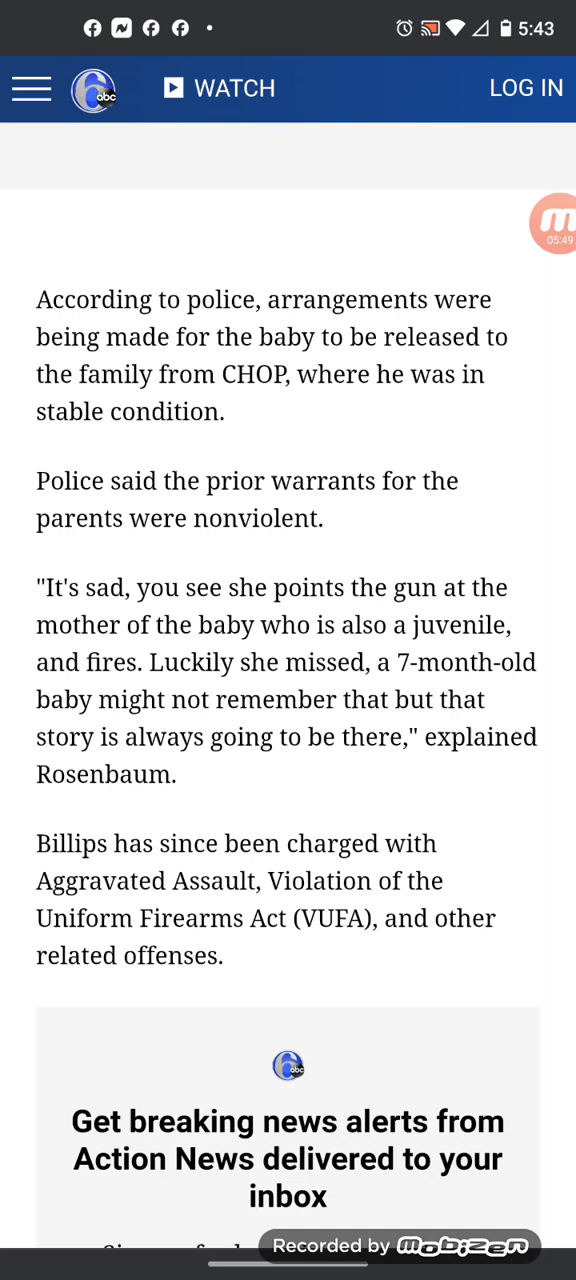 5:43
6 abc WATCH LOG IN
05:49
According to police, arrangements were
being made for the baby to be released to
the family from CHOP, where he was in
stable condition.
Police said the prior warrants for the
parents were nonviolent.
"It's sad, you see she points the gun at the
mother of the baby who is also a juvenile,
and fires. Luckily she missed, a 7-month-old
baby might not remember that but that
story is always going to be there," explained
Rosenbaum.
Billips has since been charged with
Aggravated Assault, Violation of the
Uniform Firearms Act (VUFA), and other
related offenses.
6 abc
Get breaking news alerts from
Action News delivered to your
inbox
Recorded by mobizen